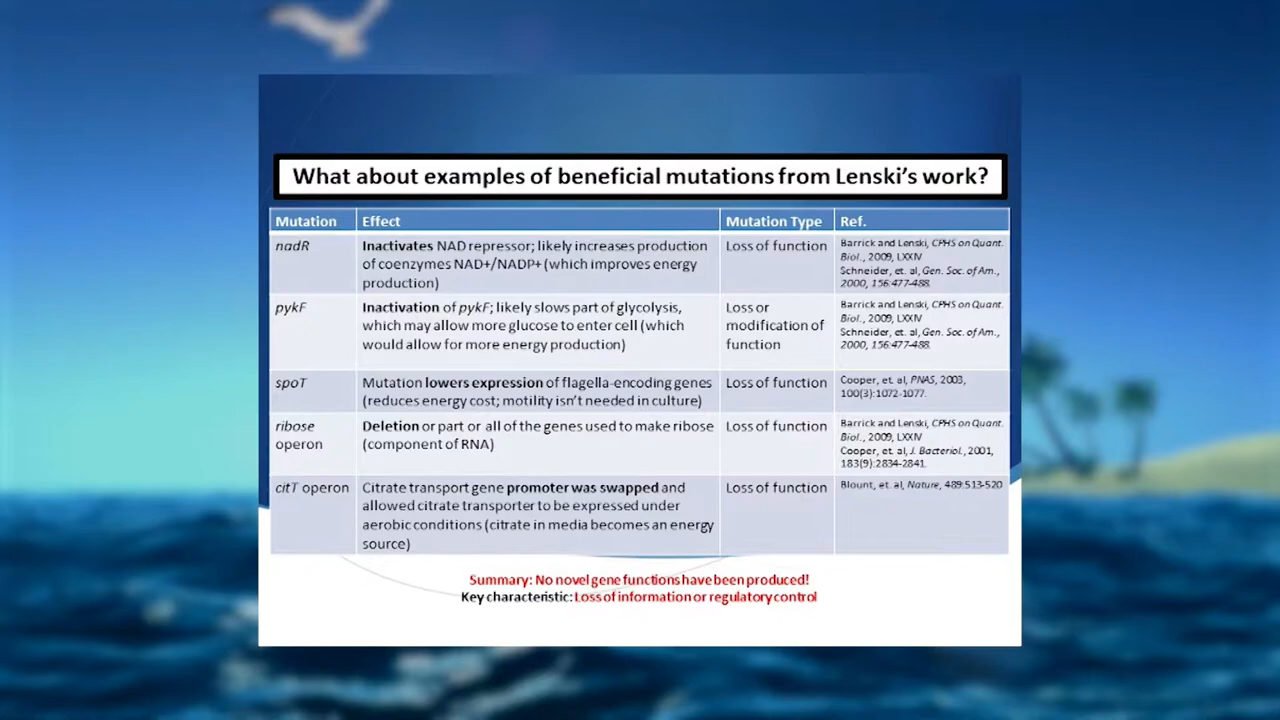 What about examples of beneficial mutations from Lenski's work?
Mutation Effect Mutation Type Ref.
nadR
Inactivates NAD repressor; likely increases production
of coenzymes NAD+/NADP+ (which improves energy
production)
Loss of function
Barrick and Lenski, CPHS on Quant.
Biol., 2009, LXXIV
Schneider, et. al, Gen. Soc. of Am.,
2000, 156:477-488.
pykF
Inactivation of pykF; likely slows part of glycolysis,
which may allow more glucose to enter cell (which
would allow for more energy production)
Loss or
modification of
function
Barrick and Lenski, CPHS on Quant.
Biol., 2009, LXXIV
Schneider, et. al, Gen. Soc. of Am.,
2000, 156:477-488.
spoT
Mutation lowers expression of flagella-encoding genes
(reduces energy cost; motility isn't needed in culture)
Loss of function
Cooper, et. al, PNAS, 2003,
100(3):1072-1077.
ribose
operon
Deletion or part or all of the genes used to make ribose
(component of RNA)
Loss of function
Barrick and Lenski, CPHS on Quant.
Biol., 2009, LXXIV
Cooper, et. al, J. Bacteriol., 2001,
183(9):2834-2841.
citT operon
Citrate transport gene promoter was swapped and
allowed citrate transporter to be expressed under
aerobic conditions (citrate in media becomes an energy
source)
Loss of function
Blount, et. al, Nature, 489:513-520
Summary: No novel gene functions have been produced!
Key characteristic: Loss of information or regulatory control